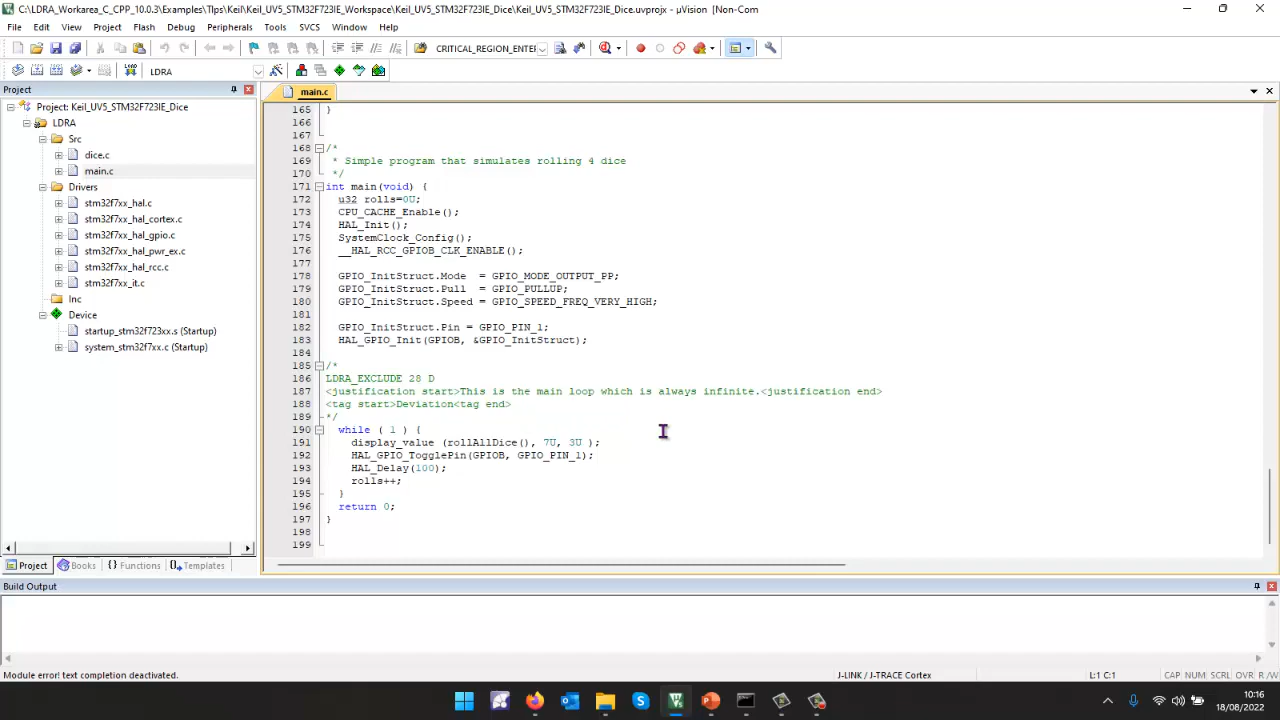 C:\LDRA_Workarea_C_CPP_10.0.3\Examples\TIps\Keil\UV5_STM32F723IE_Workspace\Keil_UV5_STM32F723IE_Dice\Keil_UV5_STM32F723IE_Dice.uvprojx - µVision [Non-Com
File Edit View Project Flash Debug Peripherals Tools SVCS Window Help
CRITICAL_REGION_ENTER
LDRA
Project
main.c
Project: Keil_UV5_STM32F723IE_Dice
LDRA
Src
dice.c
main.c
Drivers
stm32f7xx_hal.c
stm32f7xx_hal_cortex.c
stm32f7xx_hal_gpio.c
stm32f7xx_hal_pwr_ex.c
stm32f7xx_hal_rcc.c
stm32f7xx_it.c
Inc
Device
startup_stm32f723xx.s (Startup)
system_stm32f7xx.c (Startup)
Project Books {} Functions Templates
165 }
166
167
168 /*
169 * Simple program that simulates rolling 4 dice
170 */
171 int main(void) {
172 u32 rolls=0U;
173 CPU_CACHE_Enable();
174 HAL_Init();
175 SystemClock_Config();
176 __HAL_RCC_GPIOB_CLK_ENABLE();
177
178 GPIO_InitStruct.Mode = GPIO_MODE_OUTPUT_PP;
179 GPIO_InitStruct.Pull = GPIO_PULLUP;
180 GPIO_InitStruct.Speed = GPIO_SPEED_FREQ_VERY_HIGH;
181
182 GPIO_InitStruct.Pin = GPIO_PIN_1;
183 HAL_GPIO_Init(GPIOB, &GPIO_InitStruct);
184
185 /*
186 LDRA_EXCLUDE 28 D
187 <justification start>This is the main loop which is always infinite.<justification end>
188 <tag start>Deviation<tag end>
189 */
190 while ( 1 ) {
191 display_value (rollAllDice(), 7U, 3U );
192 HAL_GPIO_TogglePin(GPIOB, GPIO_PIN_1);
193 HAL_Delay(100);
194 rolls++;
195 }
196 return 0;
197 }
198
199
Build Output
Module error! text completion deactivated.
J-LINK / J-TRACE Cortex
L:1 C:1
CAP NUM SCRL OVR R /W
10:16
18/08/2022